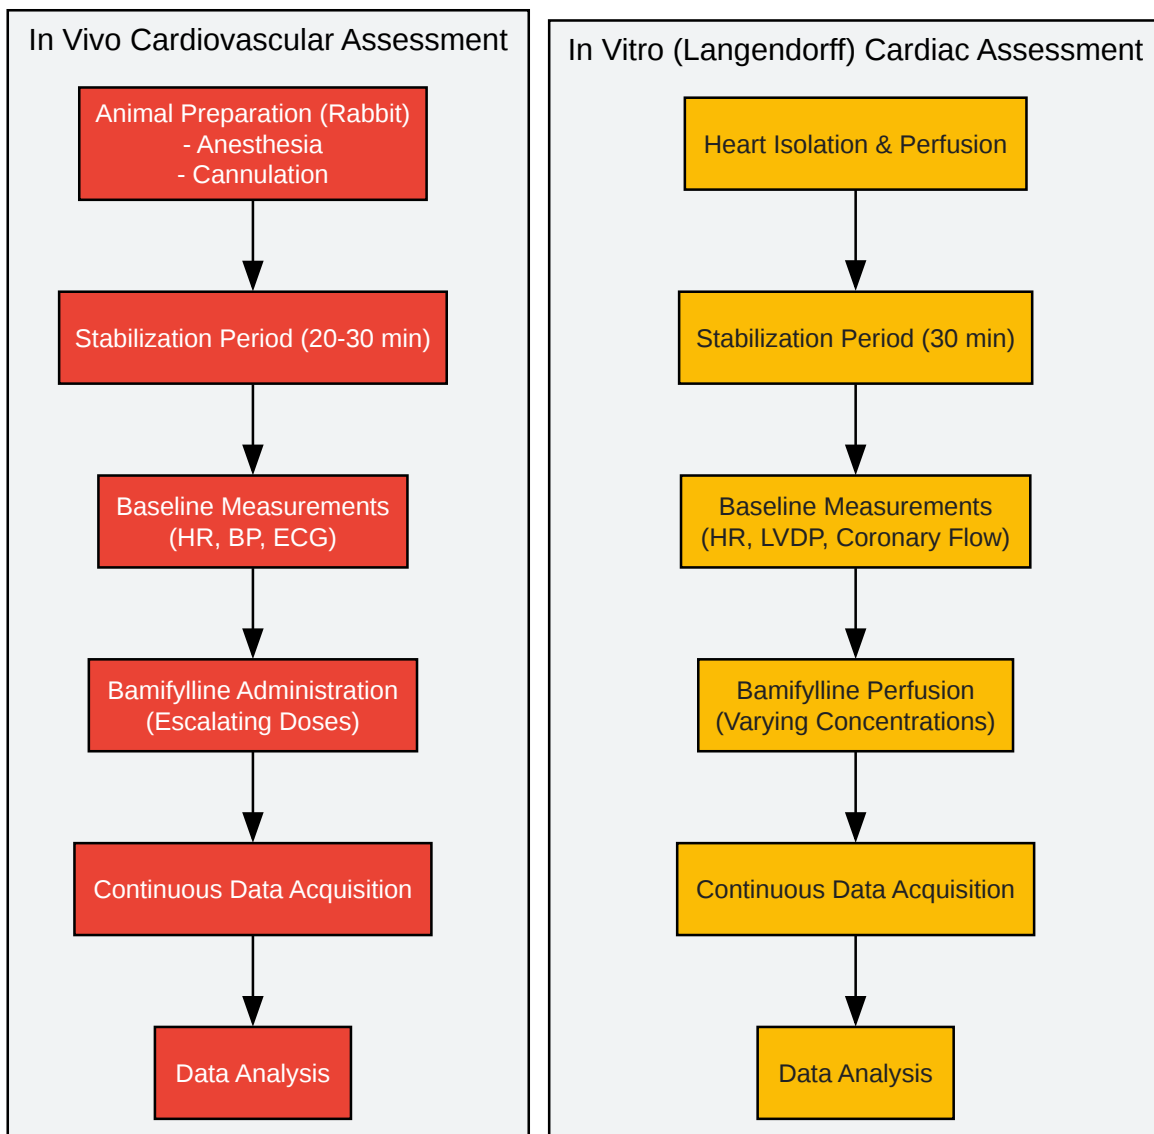 In Vivo Cardiovascular Assessment
Animal Preparation (Rabbit)
- Anesthesia
- Cannulation
Stabilization Period (20-30 min)
Baseline Measurements
(HR, BP, ECG)
Bamifylline Administration
(Escalating Doses)
Continuous Data Acquisition
Data Analysis
In Vitro (Langendorff) Cardiac Assessment
Heart Isolation & Perfusion
Stabilization Period (30 min)
Baseline Measurements
(HR, LVDP, Coronary Flow)
Bamifylline Perfusion
(Varying Concentrations)
Continuous Data Acquisition
Data Analysis